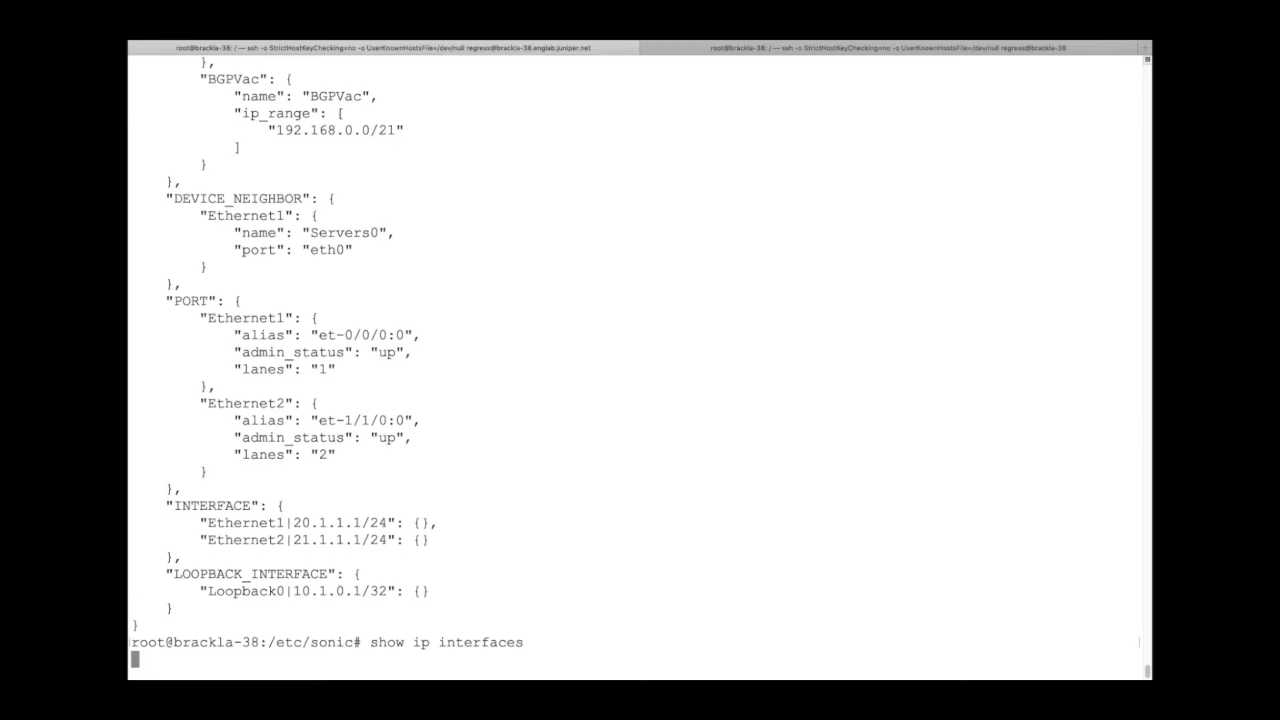 root@brackla-38: / — ssh -o StrictHostKeyChecking=no -o UserKnownHostsFile=/dev/null regress@brackla-38.englab.juniper.net
root@brackla-38: / — ssh -o StrictHostKeyChecking=no -o UserKnownHostsFile=/dev/null regress@brackla-38
},
"BGPVac": {
"name": "BGPVac",
"ip_range": [
"192.168.0.0/21"
]
}
},
"DEVICE_NEIGHBOR": {
"Ethernet1": {
"name": "Servers0",
"port": "eth0"
}
},
"PORT": {
"Ethernet1": {
"alias": "et-0/0/0:0",
"admin_status": "up",
"lanes": "1"
},
"Ethernet2": {
"alias": "et-1/1/0:0",
"admin_status": "up",
"lanes": "2"
}
},
"INTERFACE": {
"Ethernet1|20.1.1.1/24": {},
"Ethernet2|21.1.1.1/24": {}
},
"LOOPBACK_INTERFACE": {
"Loopback0|10.1.0.1/32": {}
}
}
root@brackla-38:/etc/sonic# show ip interfaces